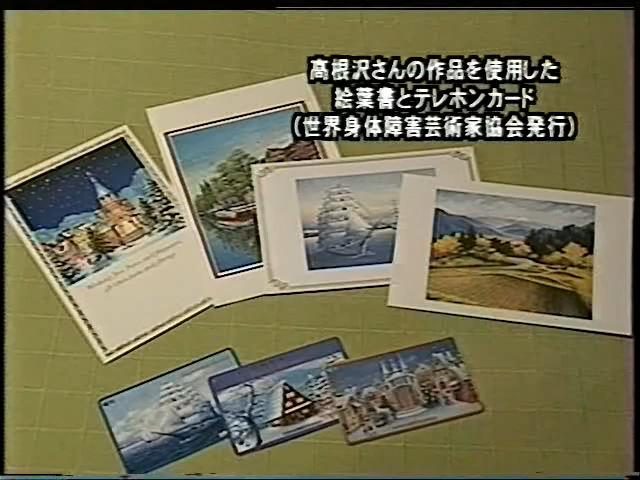 高根沢さんの作品を使用した
絵葉書とテレホンカード
(世界身体障害芸術家協会発行)